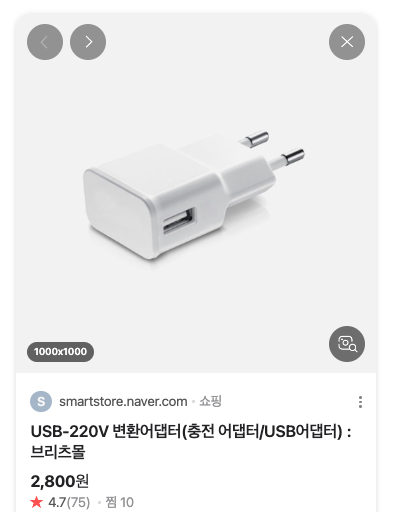 1000x1000
S smartstore.naver.com · 쇼핑
USB-220V 변환어댑터(충전 어댑터/USB어댑터) :
브리츠몰
2,800원
★ 4.7(75) · 찜 10